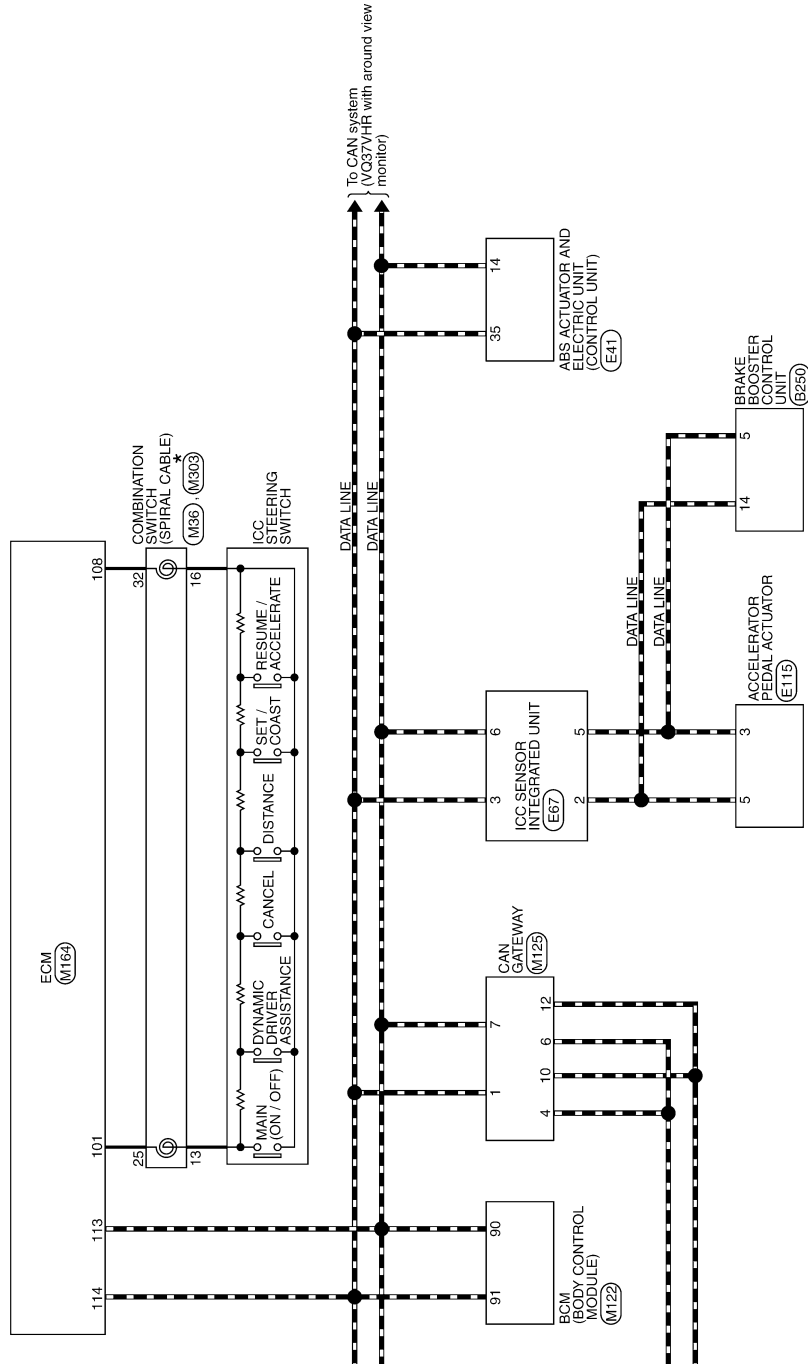 ECM
M164
114
113
101
108
25
32
COMBINATION
SWITCH
(SPIRAL CABLE)
*
M36 , M303
13
16
ICC
STEERING
SWITCH
MAIN
(ON / OFF)
DYNAMIC
DRIVER
ASSISTANCE
CANCEL
DISTANCE
SET /
COAST
RESUME /
ACCELERATE
DATA LINE
DATA LINE
To CAN system
(VQ37VHR with around view
monitor)
91
90
BCM
(BODY CONTROL
MODULE)
M122
1
7
CAN
GATEWAY
M125
4
10
6
12
3
6
ICC SENSOR
INTEGRATED UNIT
E67
2
5
35
14
ABS ACTUATOR AND
ELECTRIC UNIT
(CONTROL UNIT)
E41
DATA LINE
DATA LINE
5
3
ACCELERATOR
PEDAL ACTUATOR
E115
14
5
BRAKE
BOOSTER
CONTROL
UNIT
B250